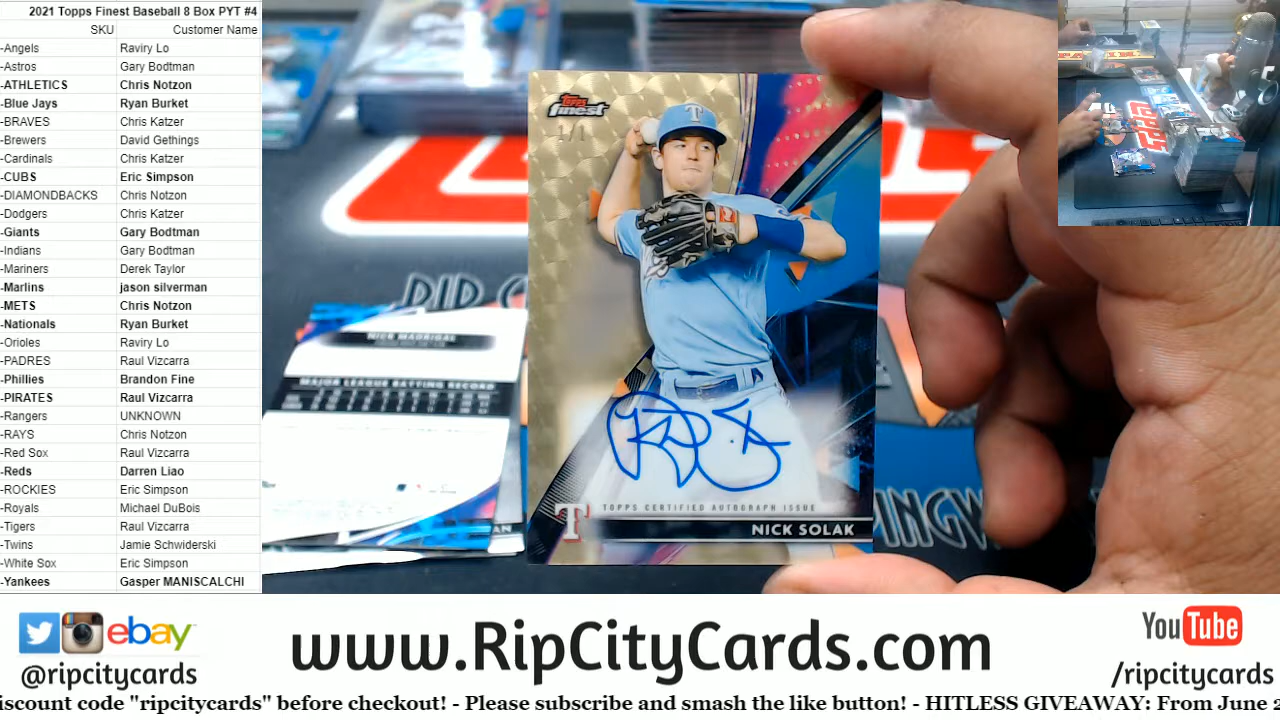 2021 Topps Finest Baseball 8 Box PYT #4
SKU Customer Name
-Angels Raviry Lo
-Astros Gary Bodtman
-ATHLETICS Chris Notzon
-Blue Jays Ryan Burket
-BRAVES Chris Katzer
-Brewers David Gethings
-Cardinals Chris Katzer
-CUBS Eric Simpson
-DIAMONDBACKS Chris Notzon
-Dodgers Chris Katzer
-Giants Gary Bodtman
-Indians Gary Bodtman
-Mariners Derek Taylor
-Marlins jason silverman
-METS Chris Notzon
-Nationals Ryan Burket
-Orioles Raviry Lo
-PADRES Raul Vizcarra
-Phillies Brandon Fine
-PIRATES Raul Vizcarra
-Rangers UNKNOWN
-RAYS Chris Notzon
-Red Sox Raul Vizcarra
-Reds Darren Liao
-ROCKIES Eric Simpson
-Royals Michael DuBois
-Tigers Raul Vizcarra
-Twins Jamie Schwiderski
-White Sox Eric Simpson
-Yankees Gasper MANISCALCHI
Topps
finest
1/1
T
RIP C
NICK MADRIGAL
MAJOR LEAGUE BATTING RECORD
AN
PINGW
TOPPS CERTIFIED AUTOGRAPH ISSUE
T
NICK SOLAK
ebay
@ripcitycards
www.RipCityCards.com
YouTube
/ripcitycards
iscount code "ripcitycards" before checkout! - Please subscribe and smash the like button! - HITLESS GIVEAWAY: From June